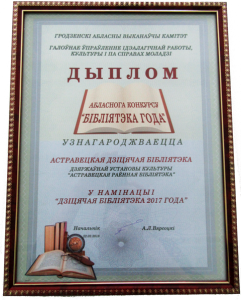 ГРОДЗЕНСКІ АБЛАСНЫ ВЫКАНАЎЧЫ КАМІТЭТ
ГАЛОЎНАЕ ЎПРАЎЛЕННЕ ІДЭАЛАГІЧНАЙ РАБОТЫ,
КУЛЬТУРЫ І ПА СПРАВАХ МОЛАДЗІ
ДЫПЛОМ
АБЛАСНОГА КОНКУРСУ
"БІБЛІЯТЭКА ГОДА"
УЗНАГАРОДЖВАЕЦЦА
АСТРАВЕЦКАЯ ДЗІЦЯЧАЯ БІБЛІЯТЭКА
ДЗЯРЖАЎНАЙ УСТАНОВЫ КУЛЬТУРЫ
"АСТРАВЕЦКАЯ РАЁННАЯ БІБЛІЯТЭКА"
У НАМІНАЦЫІ
"ДЗІЦЯЧАЯ БІБЛІЯТЭКА 2017 ГОДА"
Начальнік